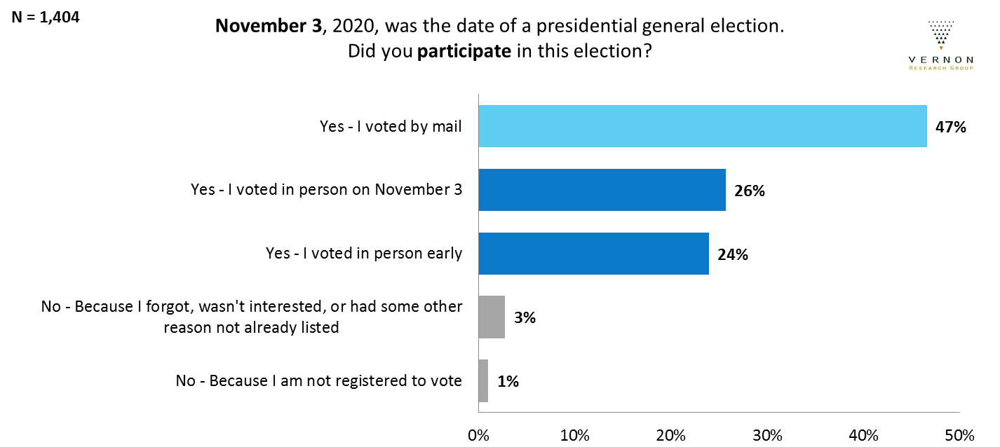 N = 1,404
November 3, 2020, was the date of a presidential general election.
Did you participate in this election?
VERNON
RESEARCH GROUP
Yes - I voted by mail
47%
Yes - I voted in person on November 3
26%
Yes - I voted in person early
24%
No - Because I forgot, wasn't interested, or had some other
reason not already listed
3%
No - Because I am not registered to vote
1%
0% 10% 20% 30% 40% 50%